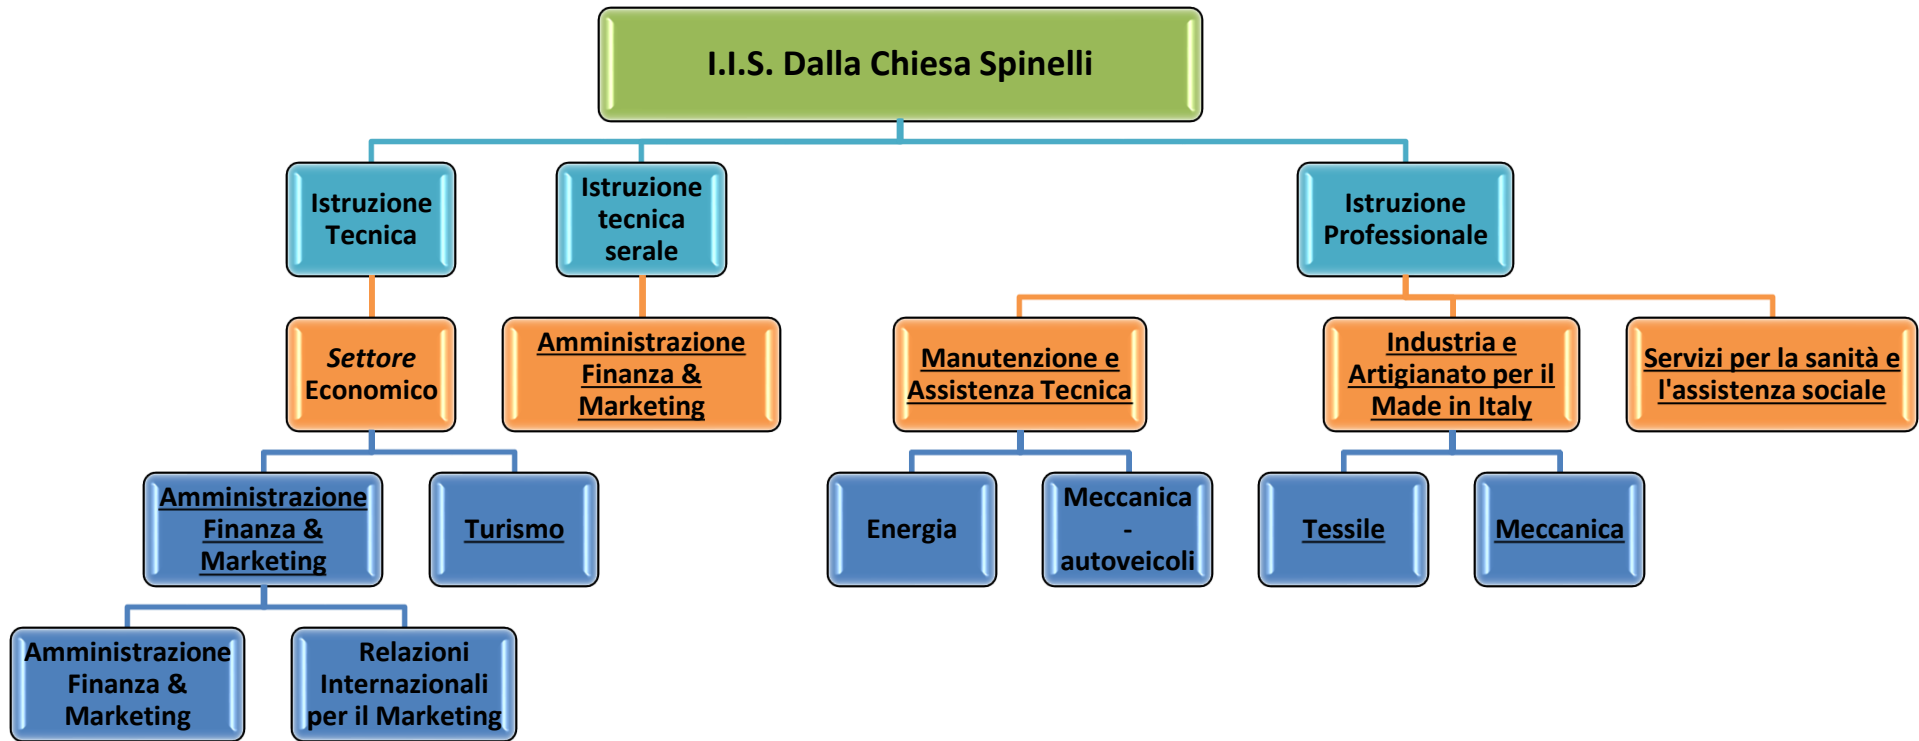 I.I.S. Dalla Chiesa Spinelli
Istruzione
Tecnica
Istruzione
tecnica
serale
Istruzione
Professionale
Settore
Economico
Amministrazione
Finanza &
Marketing
Manutenzione e
Assistenza Tecnica
Industria e
Artigianato per il
Made in Italy
Servizi per la sanità e
l'assistenza sociale
Amministrazione
Finanza &
Marketing
Turismo
Energia
Meccanica
-
autoveicoli
Tessile
Meccanica
Amministrazione
Finanza &
Marketing
Relazioni
Internazionali
per il Marketing